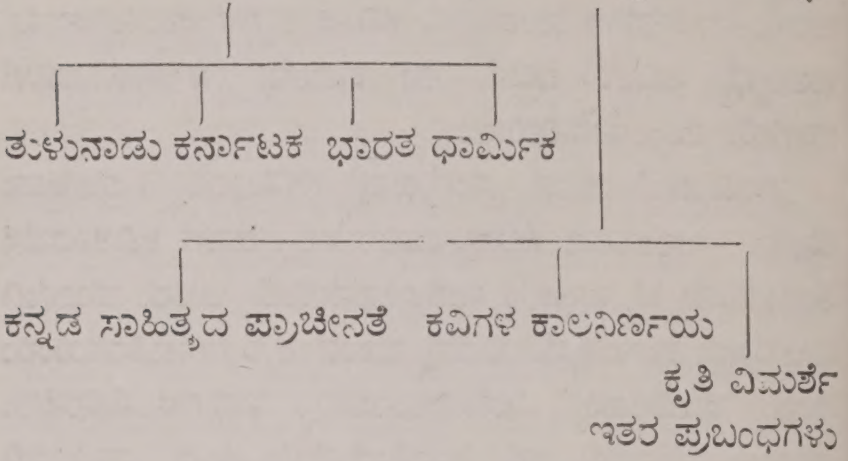 ತುಳುನಾಡು ಕರ್ನಾಟಕ ಭಾರತ ಧಾರ್ಮಿಕ
ಕನ್ನಡ ಸಾಹಿತ್ಯದ ಪ್ರಾಚೀನತೆ ಕವಿಗಳ ಕಾಲನಿರ್ಣಯ
ಕೃತಿ ವಿಮರ್ಶೆ
ಇತರ ಪ್ರಬಂಧಗಳು